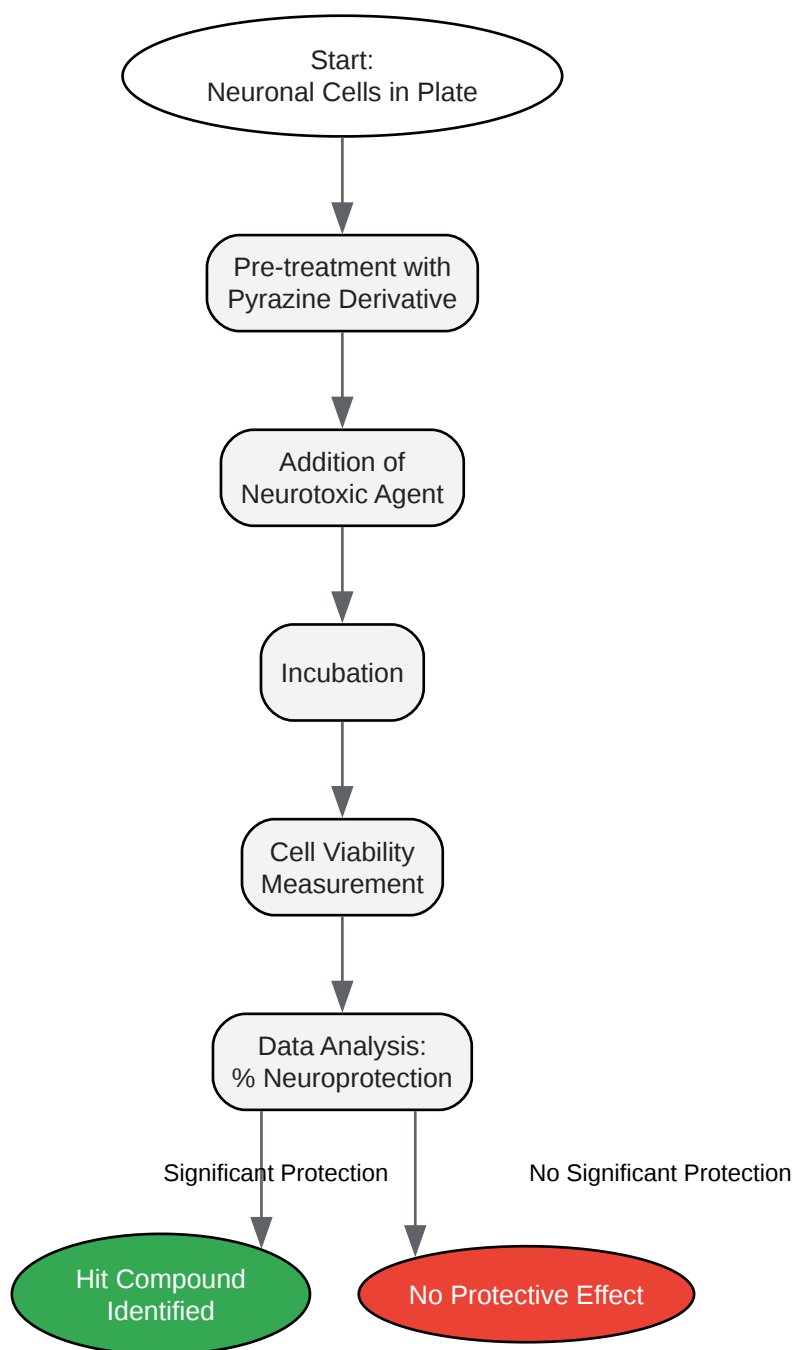 Start:
Neuronal Cells in Plate
Pre-treatment with
Pyrazine Derivative
Addition of
Neurotoxic Agent
Incubation
Cell Viability
Measurement
Data Analysis:
% Neuroprotection
Significant Protection
No Significant Protection
Hit Compound
Identified
No Protective Effect